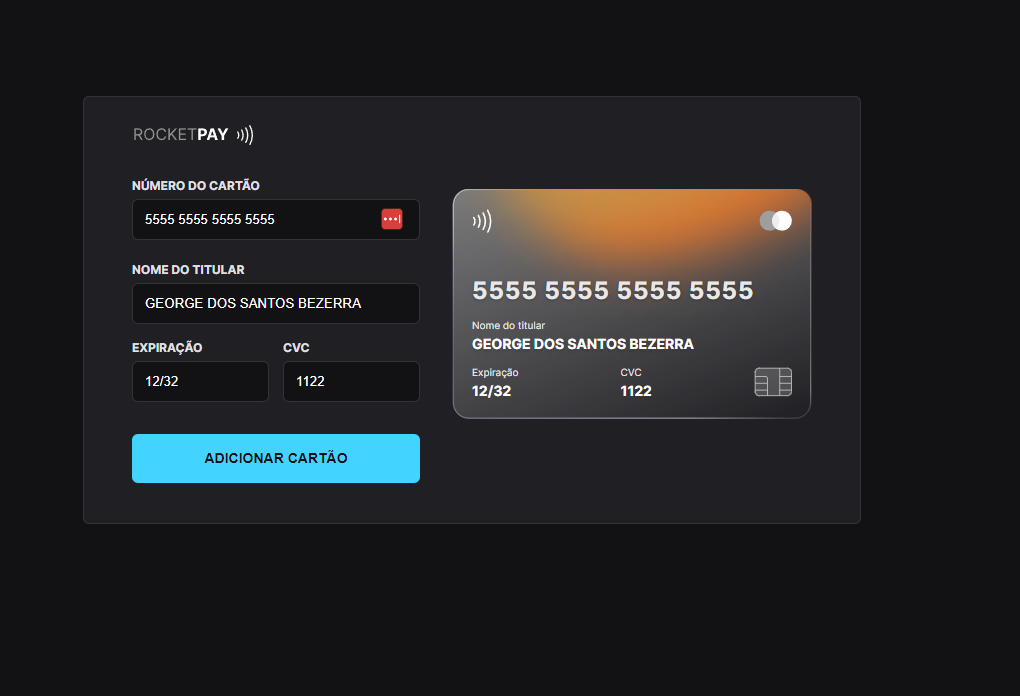 ROCKETPAY
NÚMERO DO CARTÃO
5555 5555 5555 5555
NOME DO TITULAR
GEORGE DOS SANTOS BEZERRA
EXPIRAÇÃO CVC
12/32 1122
ADICIONAR CARTÃO
5555 5555 5555 5555
Nome do titular
GEORGE DOS SANTOS BEZERRA
Expiração CVC
12/32 1122